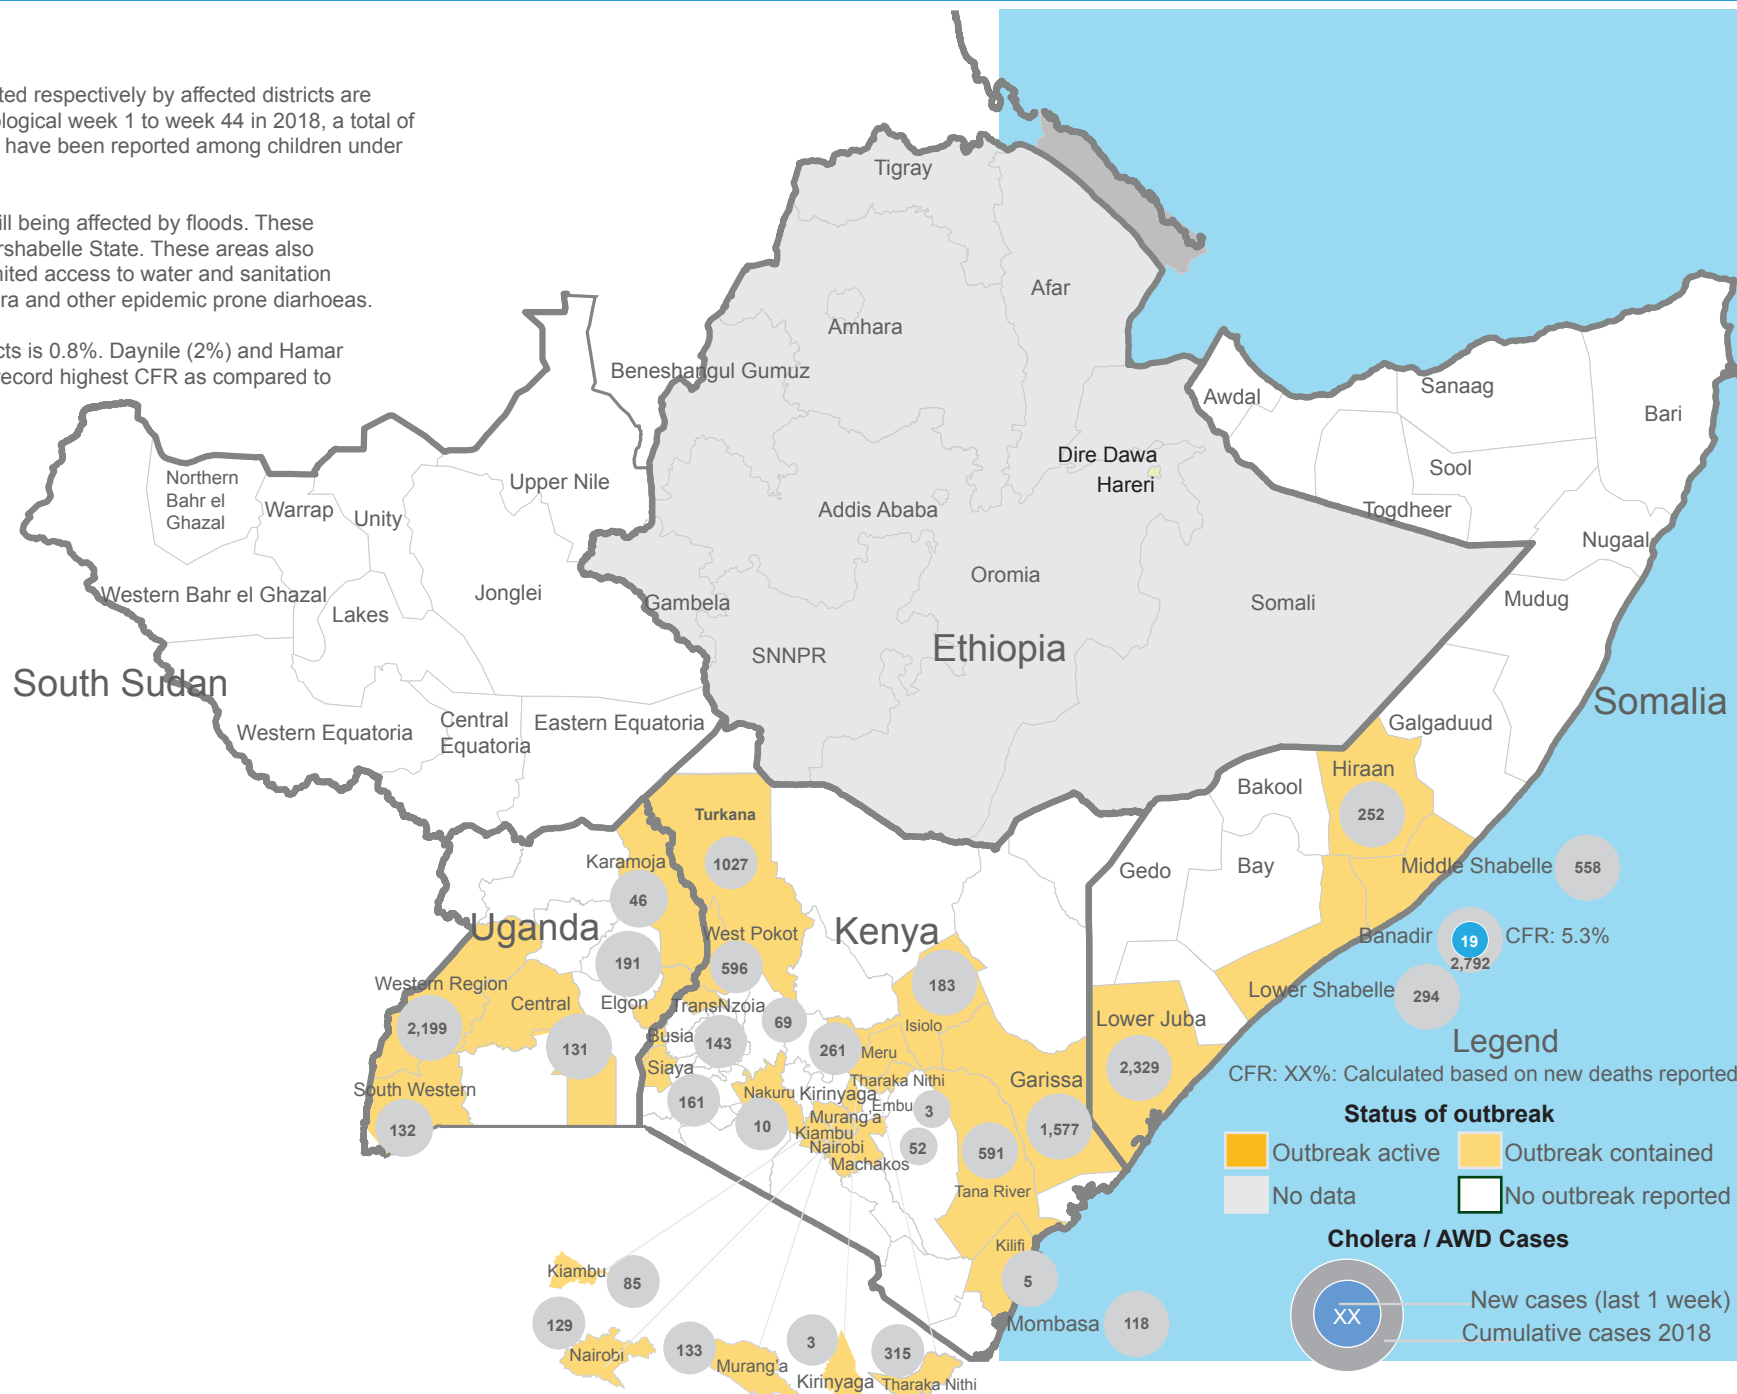 ted respectively by affected districts are
ological week 1 to week 44 in 2018, a total of
have been reported among children under
ill being affected by floods. These
rshabelle State. These areas also
nited access to water and sanitation
ra and other epidemic prone diarhoeas.
cts is 0.8%. Daynile (2%) and Hamar
record highest CFR as compared to
Tigray
Afar
Amhara
Beneshangul Gumuz
Awdal
Sanaag
Bari
Dire Dawa
Hareri
Sool
Togdheer
Nugaal
Northern
Bahr el
Ghazal
Warrap
Unity
Upper Nile
Addis Ababa
Oromia
Somali
Mudug
Western Bahr el Ghazal
Lakes
Jonglei
Gambela
SNNPR
Ethiopia
South Sudan
Somalia
Western Equatoria
Central
Equatoria
Eastern Equatoria
Galgaduud
Hiraan
252
Bakool
Turkana
1027
Karamoja
46
Gedo
Bay
Middle Shabelle
558
Uganda
Kenya
West Pokot
596
Banadir
19
2,792
CFR: 5.3%
191
Elgon
183
Isiolo
Western Region
2,199
Central
131
TransNzoia
69
Lower Shabelle
294
Busia
143
261
Meru
Lower Juba
2,329
Siaya
161
Tharaka Nithi
Garissa
1,577
South Western
132
Nakuru
10
Kirinyaga
Embu
3
Murang'a
Kiambu
Nairobi
Machakos
52
591
Tana River
Kilifi
5
Mombasa
118
Kiambu
85
129
Nairobi
133
Murang'a
3
Kirinyaga
315
Tharaka Nithi
Legend
CFR: XX%: Calculated based on new deaths reported
Status of outbreak
Outbreak active
Outbreak contained
No data
No outbreak reported
Cholera / AWD Cases
XX
New cases (last 1 week)
Cumulative cases 2018